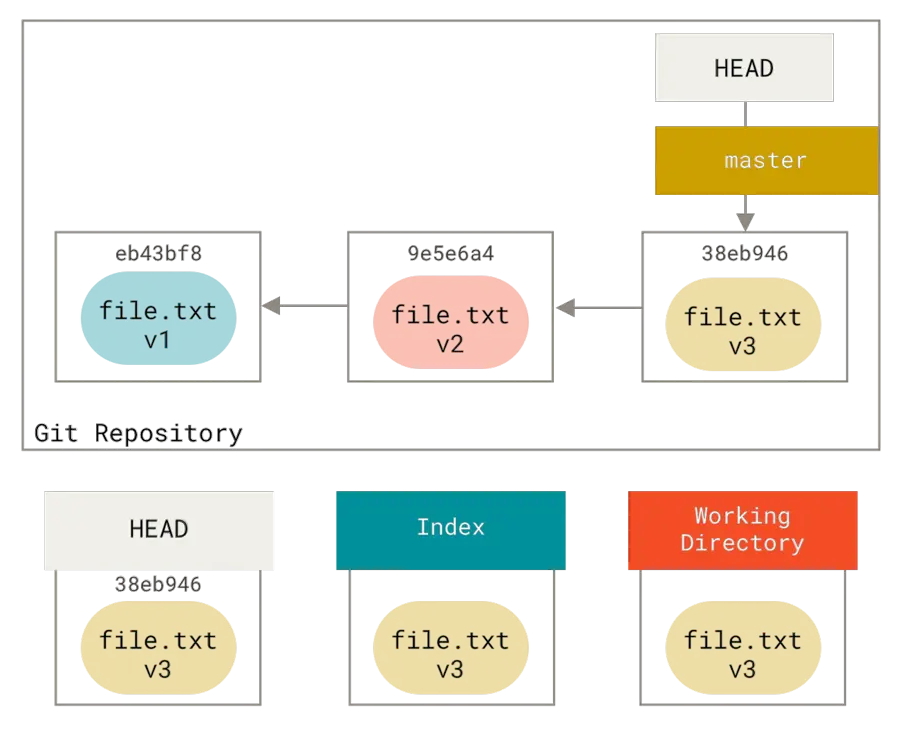 HEAD
master
eb43bf8
9e5e6a4
38eb946
file.txt
v1
file.txt
v2
file.txt
v3
Git Repository
HEAD
Index
Working
Directory
38eb946
file.txt
v3
file.txt
v3
file.txt
v3